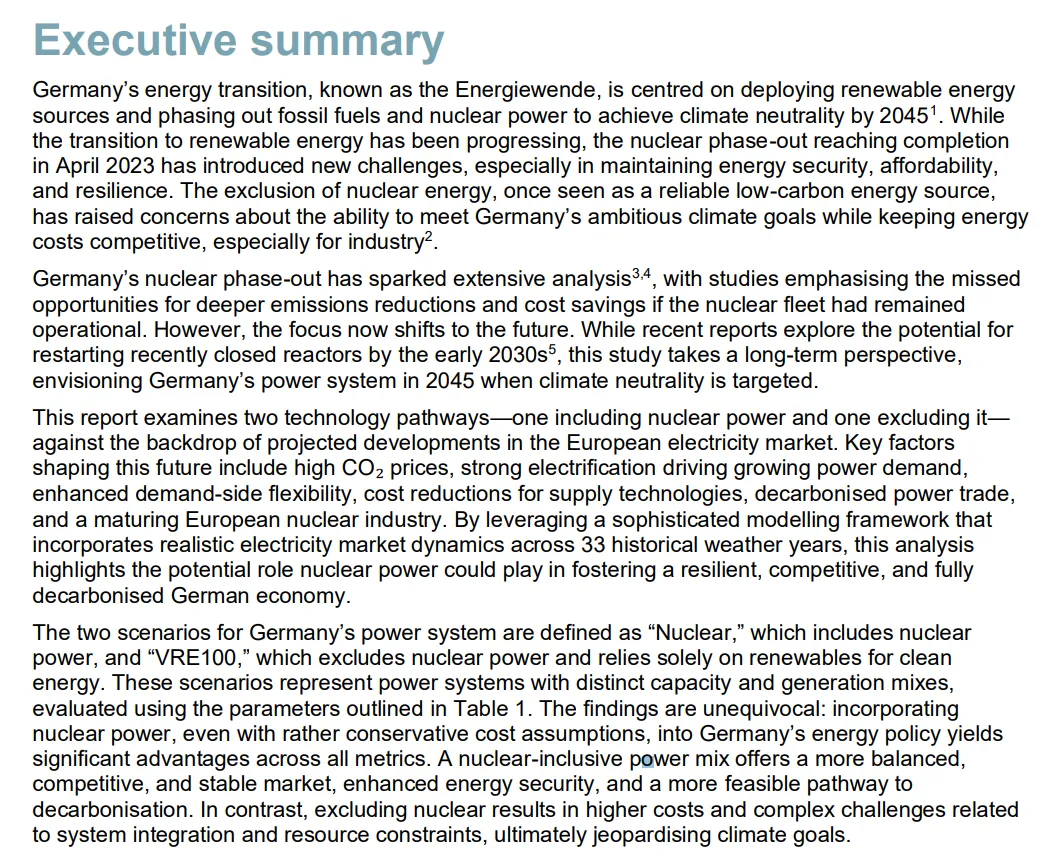 Executive summary
Germany’s energy transition, known as the Energiewende, is centred on deploying renewable energy
sources and phasing out fossil fuels and nuclear power to achieve climate neutrality by 2045¹. While
the transition to renewable energy has been progressing, the nuclear phase-out reaching completion
in April 2023 has introduced new challenges, especially in maintaining energy security, affordability,
and resilience. The exclusion of nuclear energy, once seen as a reliable low-carbon energy source,
has raised concerns about the ability to meet Germany’s ambitious climate goals while keeping energy
costs competitive, especially for industry².
Germany’s nuclear phase-out has sparked extensive analysis³,⁴, with studies emphasising the missed
opportunities for deeper emissions reductions and cost savings if the nuclear fleet had remained
operational. However, the focus now shifts to the future. While recent reports explore the potential for
restarting recently closed reactors by the early 2030s⁵, this study takes a long-term perspective,
envisioning Germany’s power system in 2045 when climate neutrality is targeted.
This report examines two technology pathways—one including nuclear power and one excluding it—
against the backdrop of projected developments in the European electricity market. Key factors
shaping this future include high CO₂ prices, strong electrification driving growing power demand,
enhanced demand-side flexibility, cost reductions for supply technologies, decarbonised power trade,
and a maturing European nuclear industry. By leveraging a sophisticated modelling framework that
incorporates realistic electricity market dynamics across 33 historical weather years, this analysis
highlights the potential role nuclear power could play in fostering a resilient, competitive, and fully
decarbonised German economy.
The two scenarios for Germany’s power system are defined as “Nuclear,” which includes nuclear
power, and “VRE100,” which excludes nuclear power and relies solely on renewables for clean
energy. These scenarios represent power systems with distinct capacity and generation mixes,
evaluated using the parameters outlined in Table 1. The findings are unequivocal: incorporating
nuclear power, even with rather conservative cost assumptions, into Germany’s energy policy yields
significant advantages across all metrics. A nuclear-inclusive power mix offers a more balanced,
competitive, and stable market, enhanced energy security, and a more feasible pathway to
decarbonisation. In contrast, excluding nuclear results in higher costs and complex challenges related
to system integration and resource constraints, ultimately jeopardising climate goals.